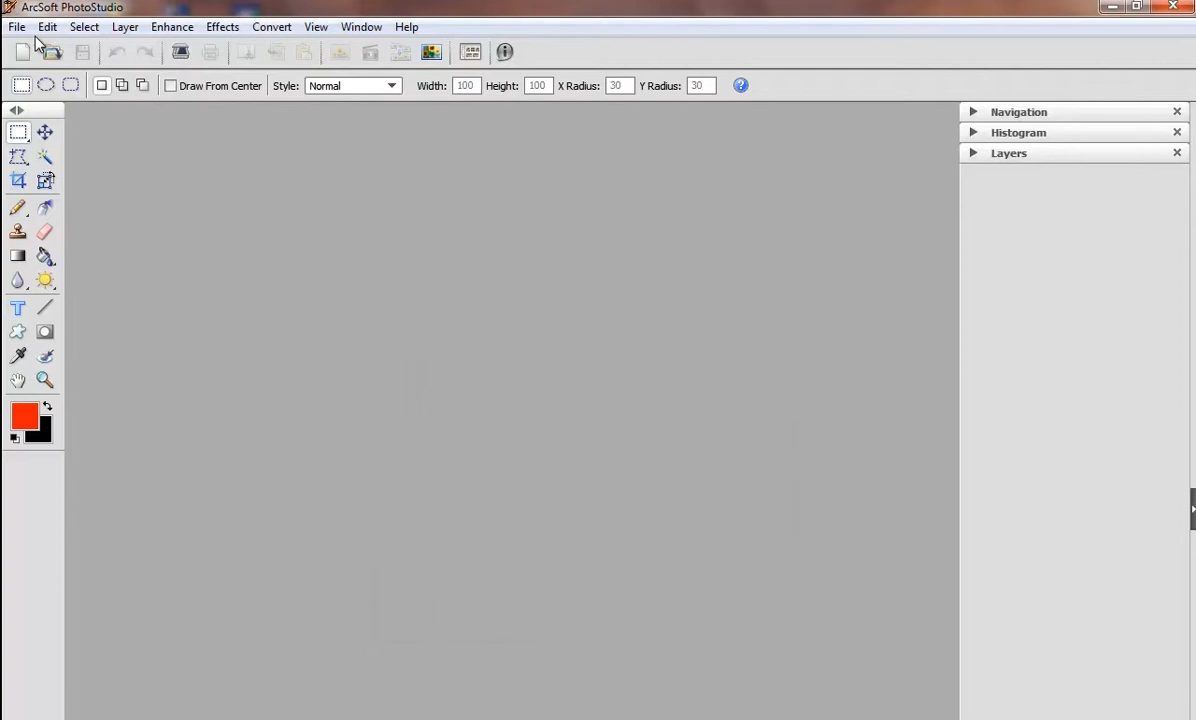 ArcSoft PhotoStudio
File Edit Select Layer Enhance Effects Convert View Window Help
Draw From Center Style: Normal Width: 100 Height: 100 X Radius: 30 Y Radius: 30
Navigation
Histogram
Layers